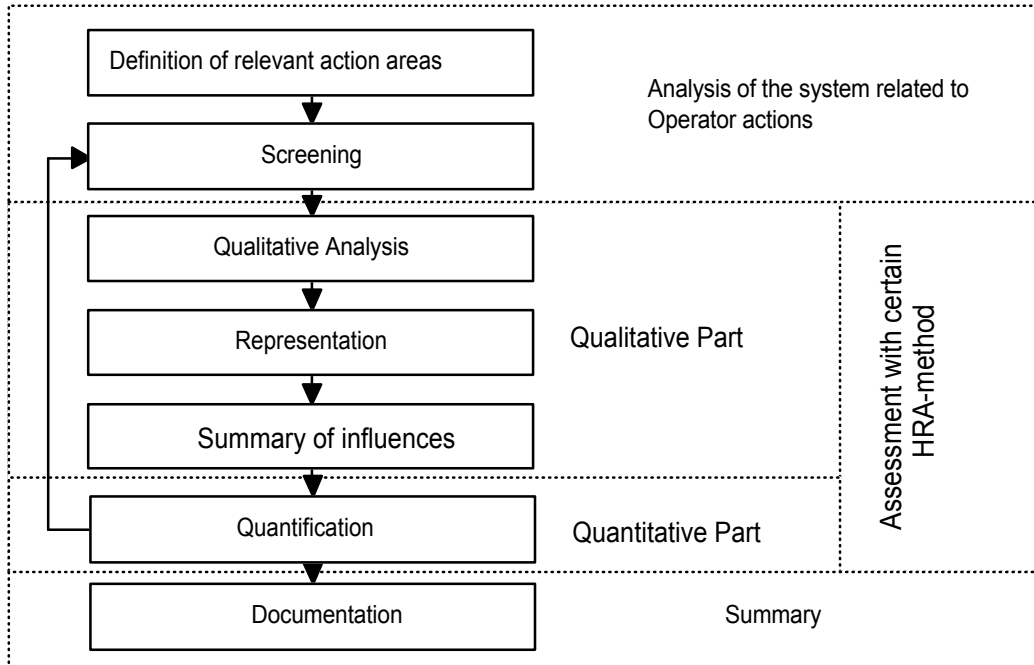 Definition of relevant action areas
Analysis of the system related to
Operator actions
Screening
Qualitative Analysis
Representation
Qualitative Part
Summary of influences
Assessment with certain
HRA-method
Quantification
Quantitative Part
Documentation
Summary